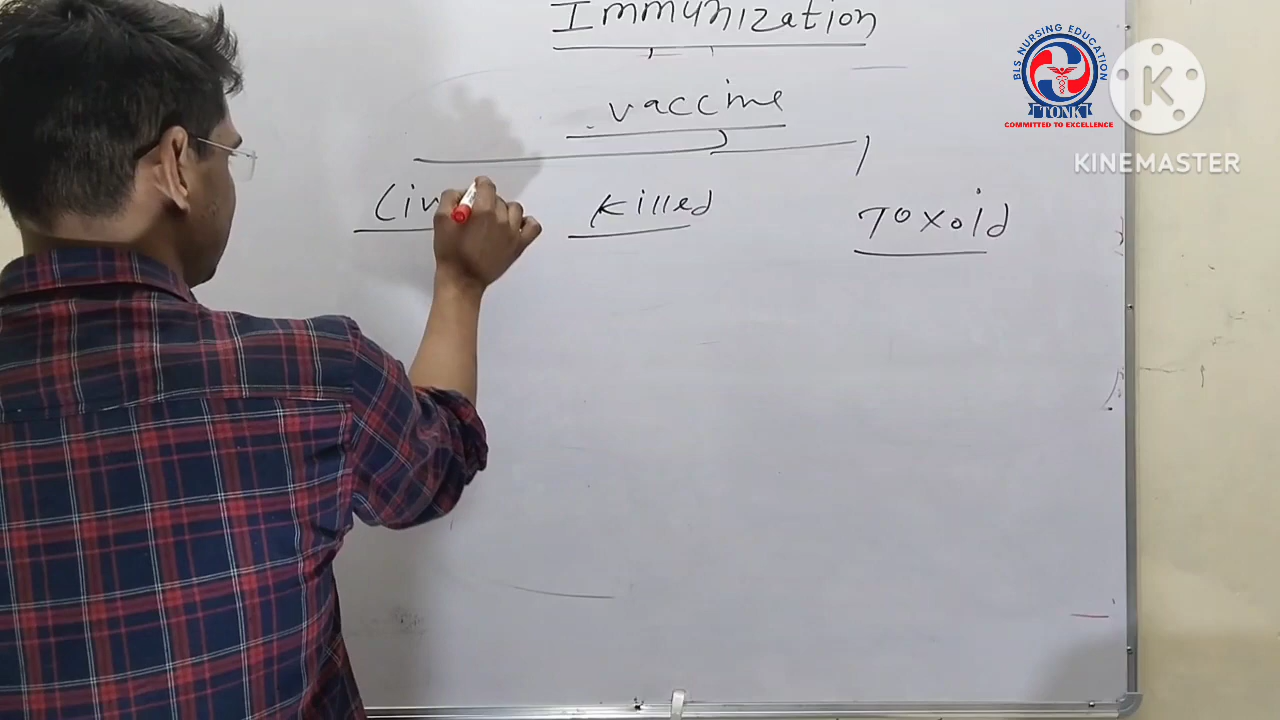 Immunization
vaccine
killed
Toxoid
BLS NURSING EDUCATION
TONK
COMMITTED TO EXCELLENCE
K
KINEMASTER